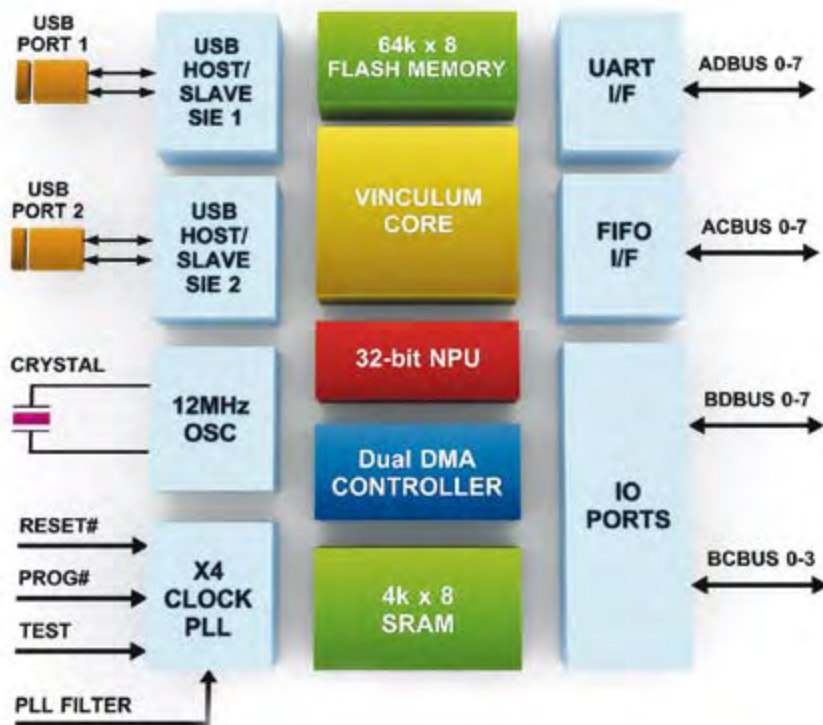 USB
PORT 1
USB
HOST/
SLAVE
SIE 1
64k x 8
FLASH MEMORY
UART
I/F
ADBUS 0-7
USB
PORT 2
USB
HOST/
SLAVE
SIE 2
VINCULUM
CORE
FIFO
I/F
ACBUS 0-7
CRYSTAL
12MHz
OSC
32-bit NPU
Dual DMA
CONTROLLER
IO
PORTS
BDBUS 0-7
BCBUS 0-3
RESET#
PROG#
TEST
PLL FILTER
X4
CLOCK
PLL
4k x 8
SRAM